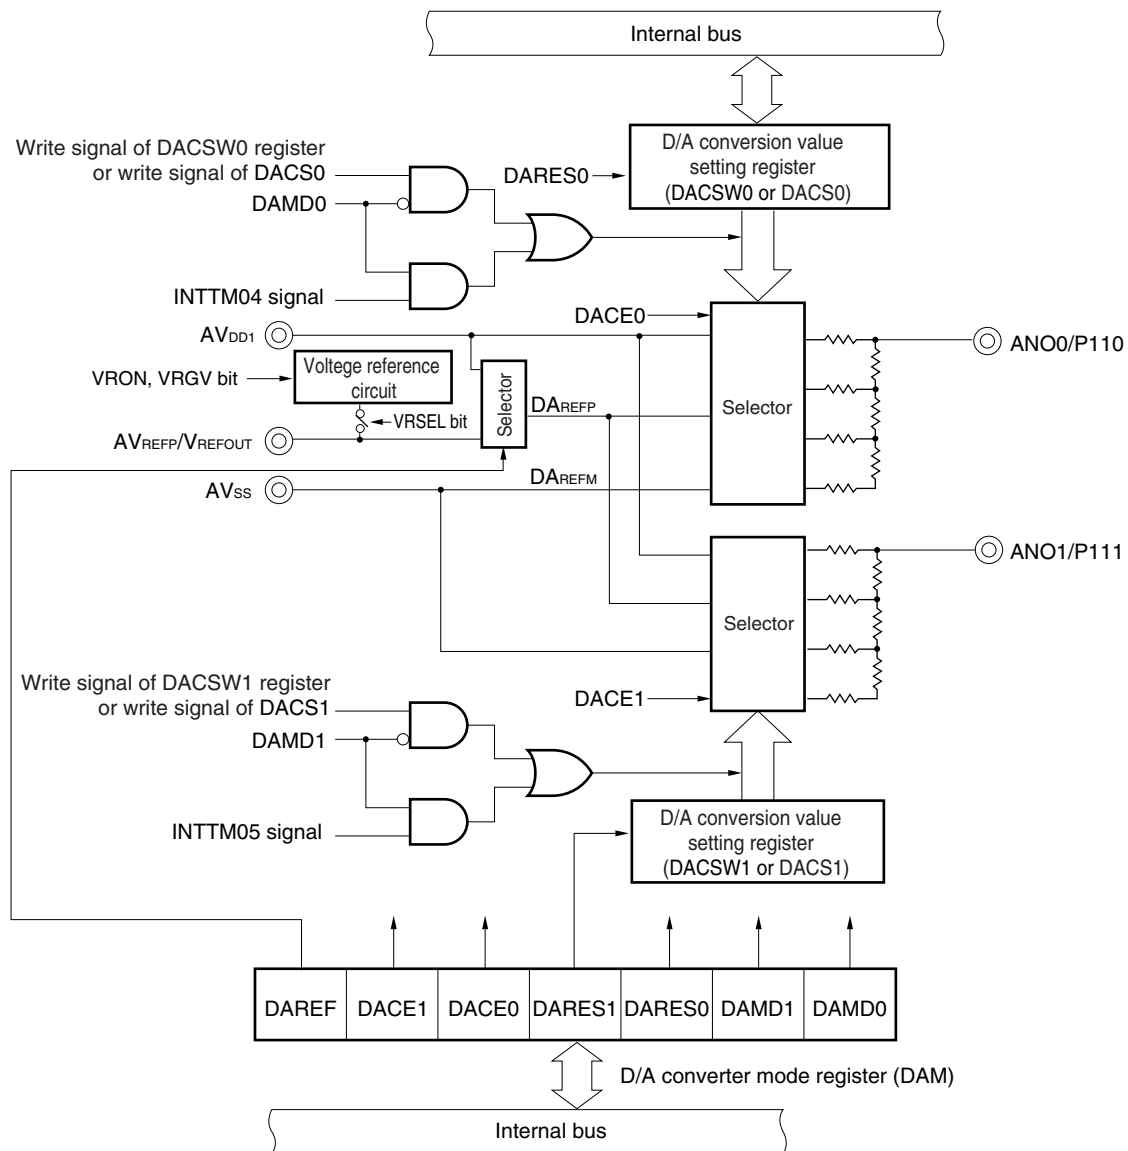 Internal bus
D/A conversion value
setting register
(DACSW0 or DACS0)
Write signal of DACSW0 register
or write signal of DACS0
DARES0
DAMD0
INTTM04 signal
DACE0
AVDD1
ANO0/P110
VRON, VRGV bit
Voltege reference
circuit
Selector
DAREFP
Selector
VRSEL bit
AVREFP/VREFOUT
AVSS
DAREFM
ANO1/P111
Selector
Write signal of DACSW1 register
or write signal of DACS1
DACE1
DAMD1
INTTM05 signal
D/A conversion value
setting register
(DACSW1 or DACS1)
DAREF DACE1 DACE0 DARES1 DARES0 DAMD1 DAMD0
D/A converter mode register (DAM)
Internal bus